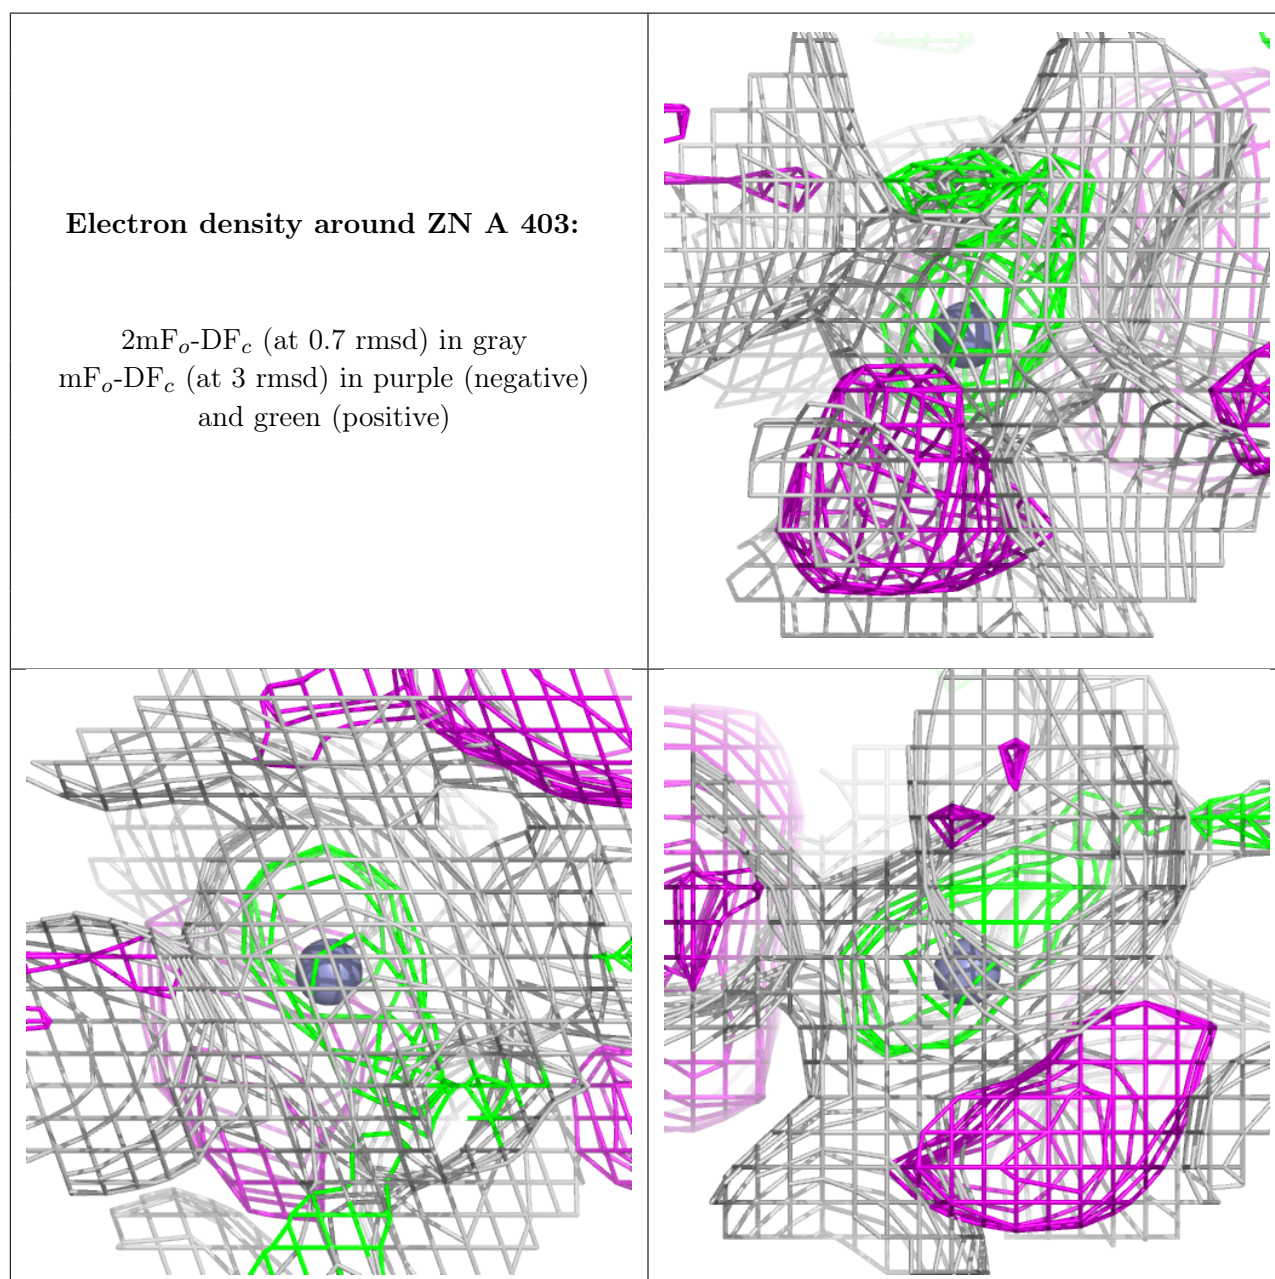 Electron density around ZN A 403:
2mFo-DFc (at 0.7 rmsd) in gray
mFo-DFc (at 3 rmsd) in purple (negative)
and green (positive)